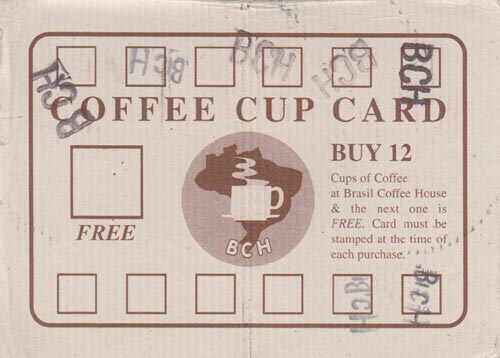 BCH
BCH
BCH
BCH
BCH
COFFEE CUP CARD
BUY 12
Cups of Coffee
at Brasil Coffee House
& the next one is
FREE. Card must be
stamped at the time of
each purchase.
BCH
FREE
BCH
BCH